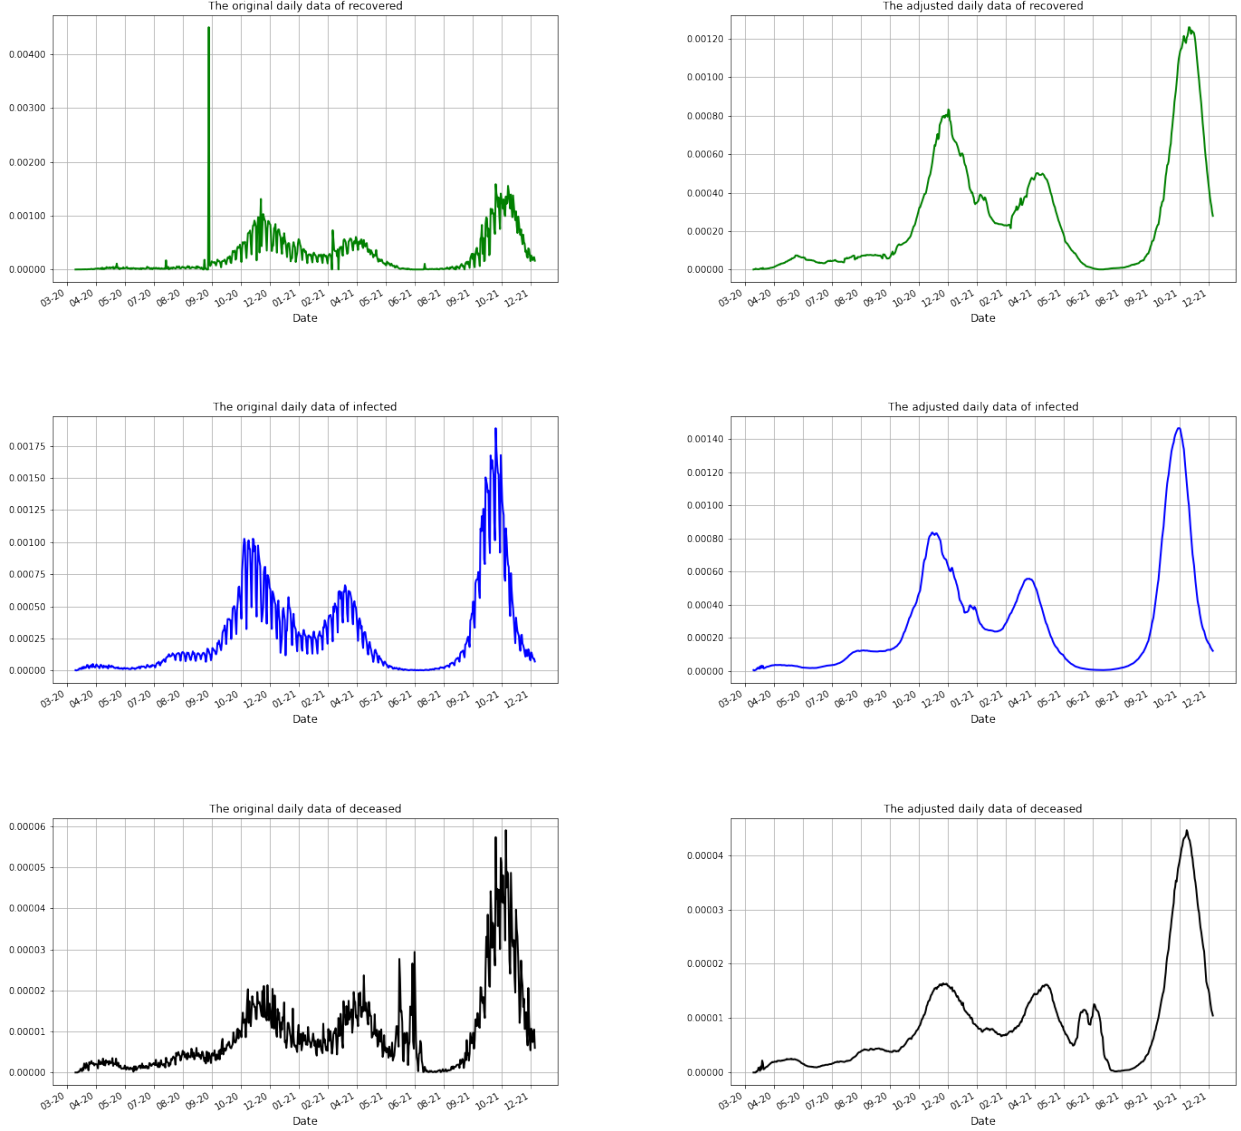 The original daily data of recovered
0.00400
0.00300
0.00200
0.00100
0.00000
03-20 04-20 05-20 07-20 08-20 09-20 10-20 12-20 01-21 02-21 04-21 05-21 06-21 08-21 09-21 10-21 12-21
Date
The adjusted daily data of recovered
0.00120
0.00100
0.00080
0.00060
0.00040
0.00020
0.00000
03-20 04-20 05-20 07-20 08-20 09-20 10-20 12-20 01-21 02-21 04-21 05-21 06-21 08-21 09-21 10-21 12-21
Date
The original daily data of infected
0.00175
0.00150
0.00125
0.00100
0.00075
0.00050
0.00025
0.00000
03-20 04-20 05-20 07-20 08-20 09-20 10-20 12-20 01-21 02-21 04-21 05-21 06-21 08-21 09-21 10-21 12-21
Date
The adjusted daily data of infected
0.00140
0.00120
0.00100
0.00080
0.00060
0.00040
0.00020
0.00000
03-20 04-20 05-20 07-20 08-20 09-20 10-20 12-20 01-21 02-21 04-21 05-21 06-21 08-21 09-21 10-21 12-21
Date
The original daily data of deceased
0.00006
0.00005
0.00004
0.00003
0.00002
0.00001
0.00000
03-20 04-20 05-20 07-20 08-20 09-20 10-20 12-20 01-21 02-21 04-21 05-21 06-21 08-21 09-21 10-21 12-21
Date
The adjusted daily data of deceased
0.00004
0.00003
0.00002
0.00001
0.00000
03-20 04-20 05-20 07-20 08-20 09-20 10-20 12-20 01-21 02-21 04-21 05-21 06-21 08-21 09-21 10-21 12-21
Date